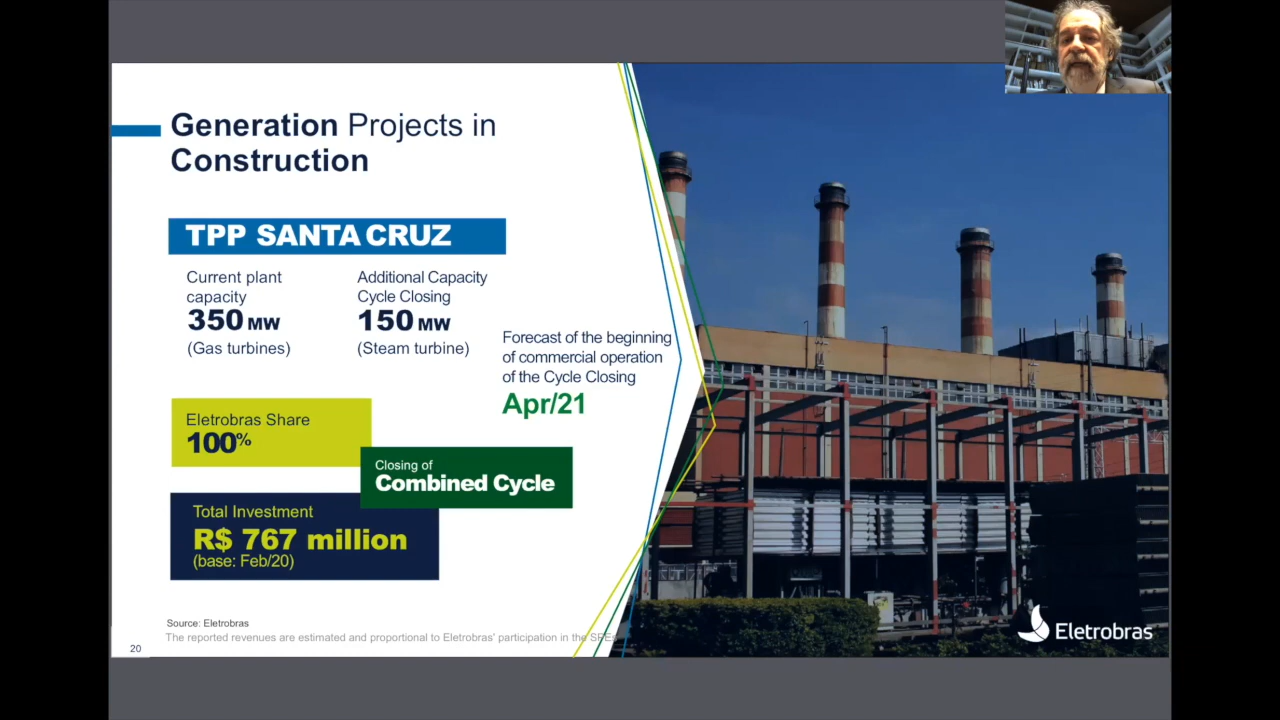 Generation Projects in
Construction
TPP SANTA CRUZ
Current plant
capacity
350 MW
(Gas turbines)
Additional Capacity
Cycle Closing
150 MW
(Steam turbine)
Forecast of the beginning
of commercial operation
of the Cycle Closing
Apr/21
Eletrobras Share
100%
Closing of
Combined Cycle
Total Investment
R$ 767 million
(base: Feb/20)
Source: Eletrobras
The reported revenues are estimated and proportional to Eletrobras' participation in the
20
Eletrobras